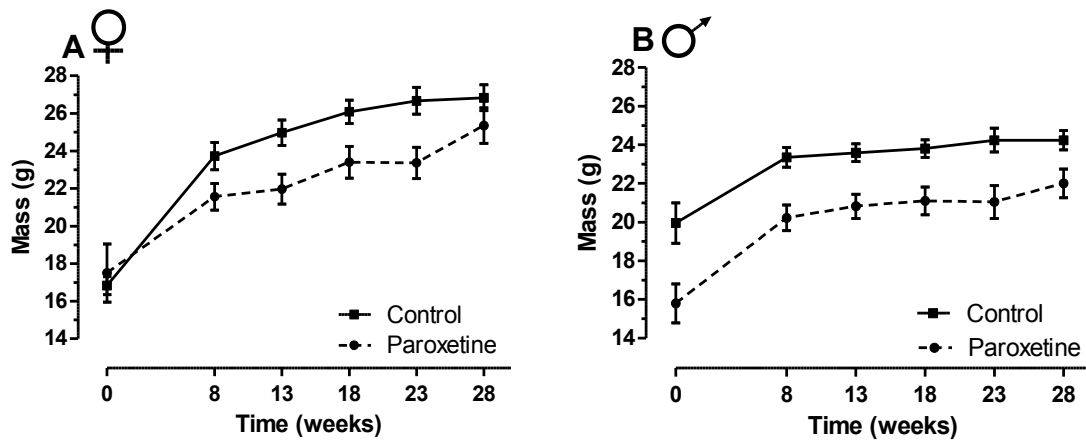 A
28
26
24
22
20
18
16
14
Mass (g)
Control
Paroxetine
0 8 13 18 23 28
Time (weeks)
B
28
26
24
22
20
18
16
14
Mass (g)
Control
Paroxetine
0 8 13 18 23 28
Time (weeks)